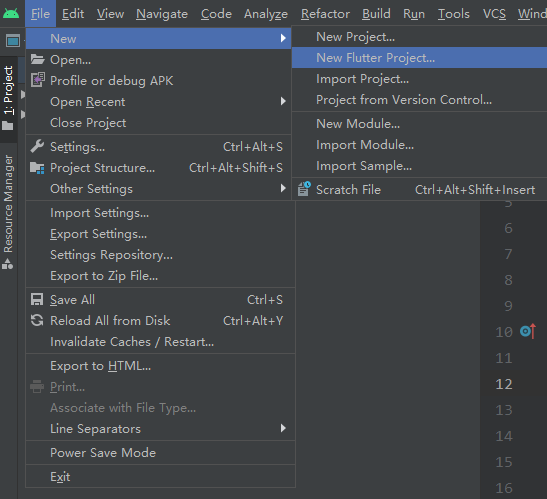 File Edit View Navigate Code Analyze Refactor Build Run Tools VCS Wind
New
Open...
Profile or debug APK
Open Recent
Close Project
Settings... Ctrl+Alt+S
Project Structure... Ctrl+Alt+Shift+S
Other Settings
Import Settings...
Export Settings...
Settings Repository...
Export to Zip File...
Save All Ctrl+S
Reload All from Disk Ctrl+Alt+Y
Invalidate Caches / Restart...
Export to HTML...
Print...
Associate with File Type...
Line Separators
Power Save Mode
Exit
New Project...
New Flutter Project...
Import Project...
Project from Version Control...
New Module...
Import Module...
Import Sample...
Scratch File Ctrl+Alt+Shift+Insert
1: Project
Resource Manager
5
6
7
8
9
10
11
12
13
14
15
16